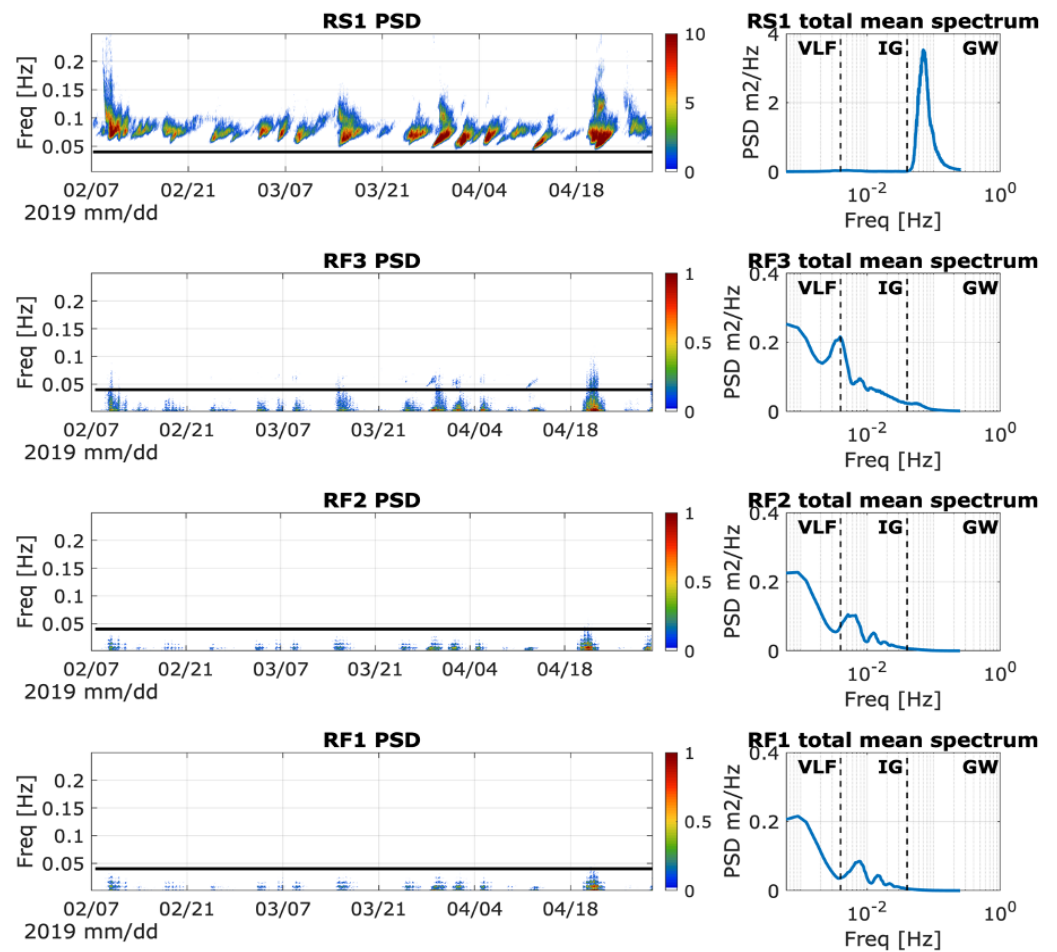 RS1 PSD
RS1 total mean spectrum
Freq [Hz]
0.2
0.15
0.1
0.05
02/07 02/21 03/07 03/21 04/04 04/18
2019 mm/dd
10
5
0
PSD m2/Hz
4
2
0
VLF IG GW
10-2 100
Freq [Hz]
RF3 PSD
RF3 total mean spectrum
Freq [Hz]
0.2
0.15
0.1
0.05
02/07 02/21 03/07 03/21 04/04 04/18
2019 mm/dd
1
0.5
0
PSD m2/Hz
0.4
0.2
0
VLF IG GW
10-2 100
Freq [Hz]
RF2 PSD
RF2 total mean spectrum
Freq [Hz]
0.2
0.15
0.1
0.05
02/07 02/21 03/07 03/21 04/04 04/18
2019 mm/dd
1
0.5
0
PSD m2/Hz
0.4
0.2
0
VLF IG GW
10-2 100
Freq [Hz]
RF1 PSD
RF1 total mean spectrum
Freq [Hz]
0.2
0.15
0.1
0.05
02/07 02/21 03/07 03/21 04/04 04/18
2019 mm/dd
1
0.5
0
PSD m2/Hz
0.4
0.2
0
VLF IG GW
10-2 100
Freq [Hz]